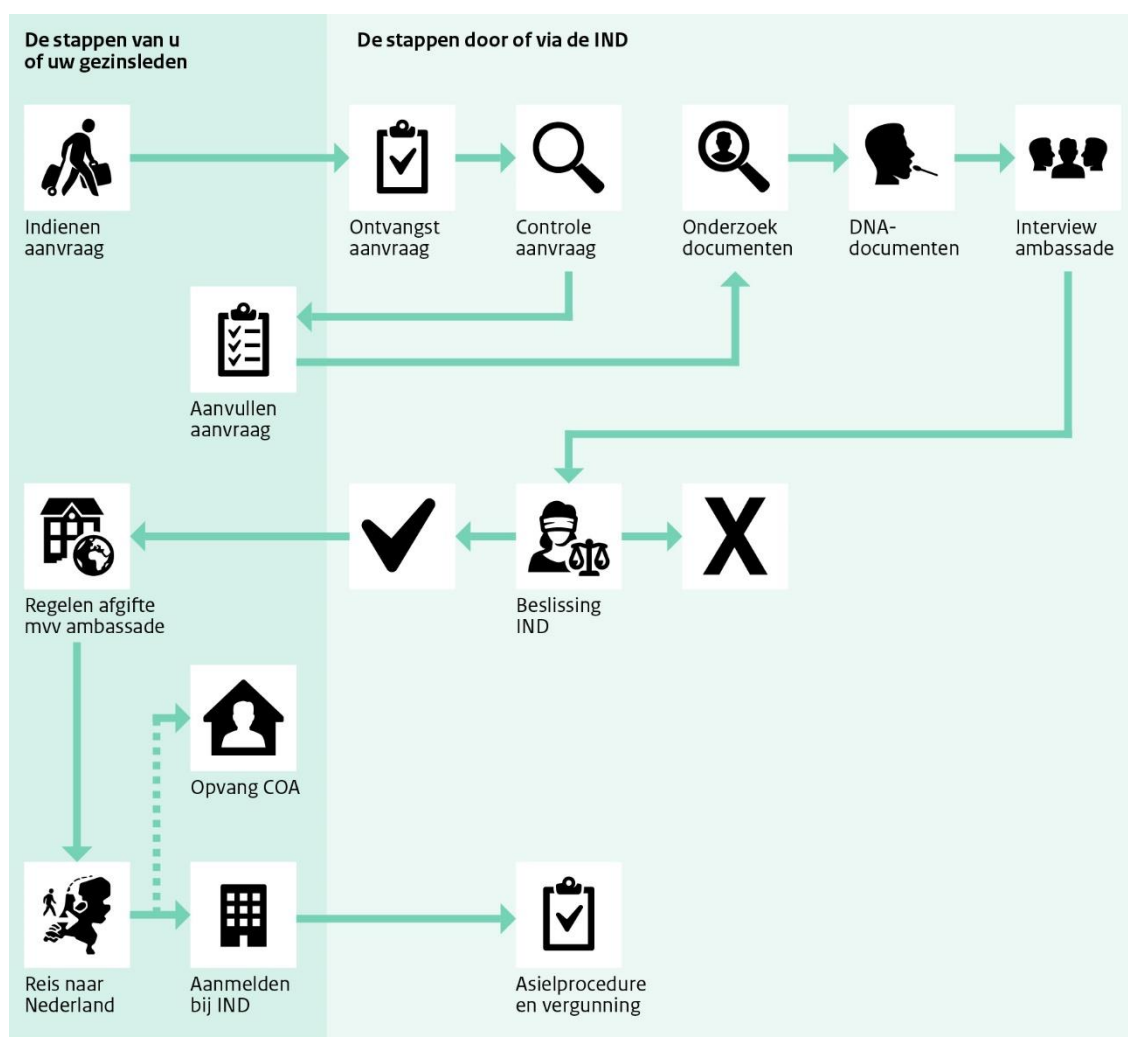 De stappen van u
of uw gezinsleden
De stappen door of via de IND
Indienen
aanvraag
Ontvangst
aanvraag
Controle
aanvraag
Onderzoek
documenten
DNA-
documenten
Interview
ambassade
Aanvullen
aanvraag
Regelen afgifte
mvv ambassade
Beslissing
IND
Opvang COA
Reis naar
Nederland
Aanmelden
bij IND
Asielprocedure
en vergunning